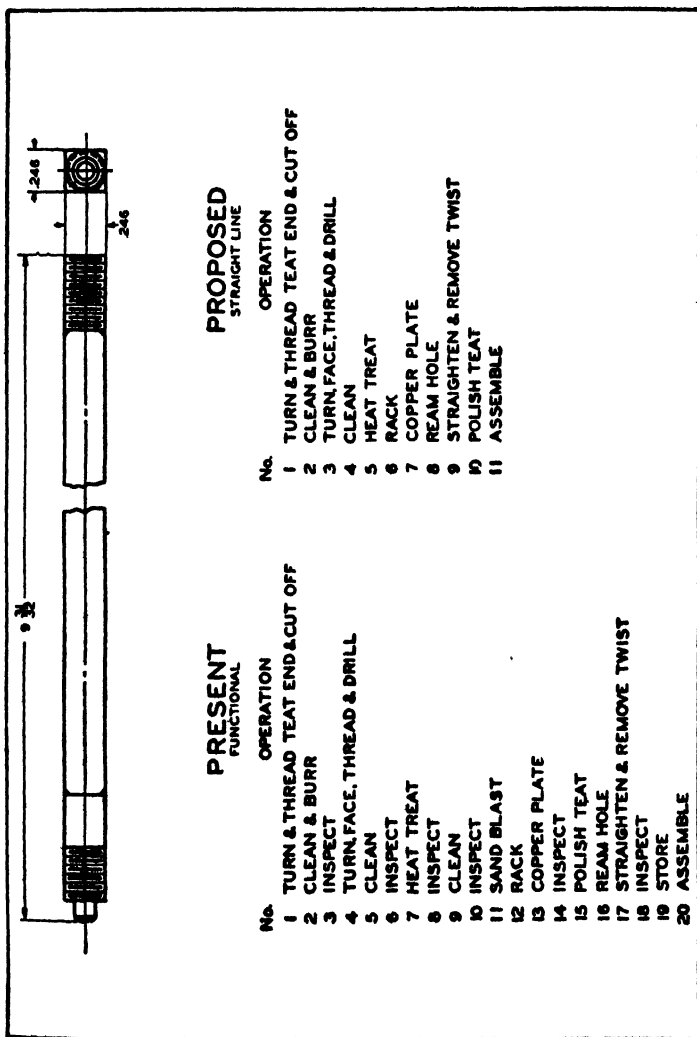 9 31/32
.246
.246
PRESENT
FUNCTIONAL
No. OPERATION
1 TURN & THREAD TEAT END & CUT OFF
2 CLEAN & BURR
3 INSPECT
4 TURN, FACE, THREAD & DRILL
5 CLEAN
6 INSPECT
7 HEAT TREAT
8 INSPECT
9 CLEAN
10 INSPECT
11 SAND BLAST
12 RACK
13 COPPER PLATE
14 INSPECT
15 POLISH TEAT
16 REAM HOLE
17 STRAIGHTEN & REMOVE TWIST
18 INSPECT
19 STORE
20 ASSEMBLE
PROPOSED
STRAIGHT LINE
No. OPERATION
1 TURN & THREAD TEAT END & CUT OFF
2 CLEAN & BURR
3 TURN, FACE, THREAD & DRILL
4 CLEAN
5 HEAT TREAT
6 RACK
7 COPPER PLATE
8 REAM HOLE
9 STRAIGHTEN & REMOVE TWIST
10 POLISH TEAT
11 ASSEMBLE